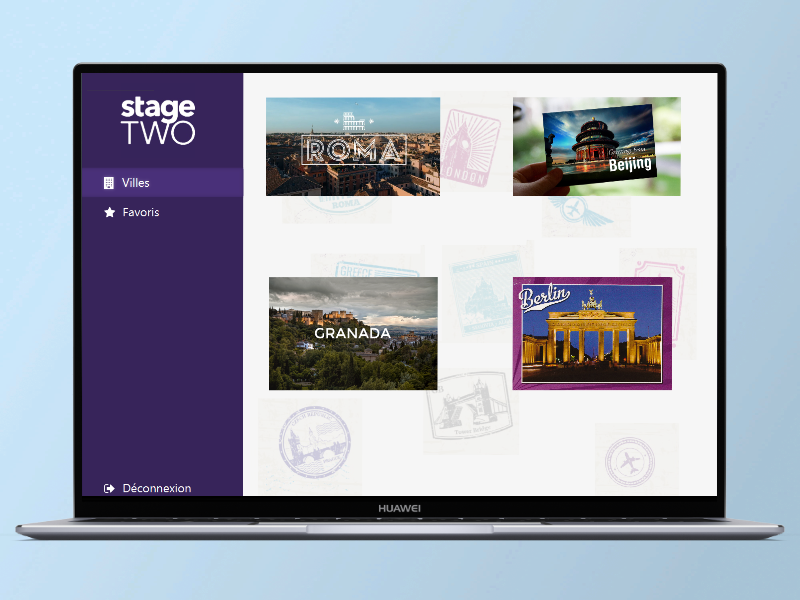 stage
TWO
Villes
Favoris
Déconnexion
ROMA
LONDON
Greetings from
Beijing
ROMA
GREECE
GRANADA
Berlin
Tower Bridge
HUAWEI